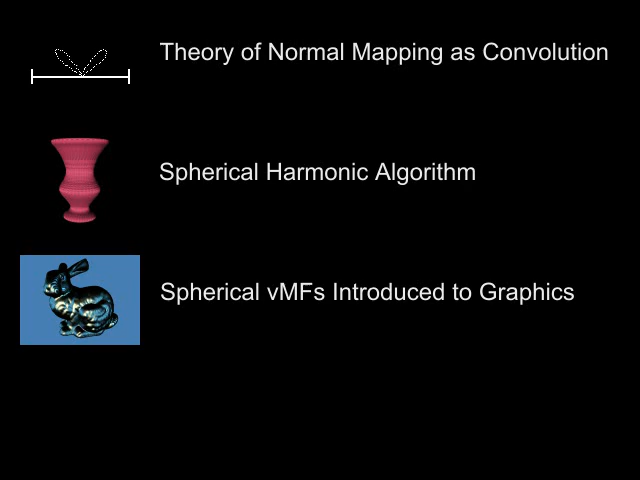 Theory of Normal Mapping as Convolution
Spherical Harmonic Algorithm
Spherical vMFs Introduced to Graphics